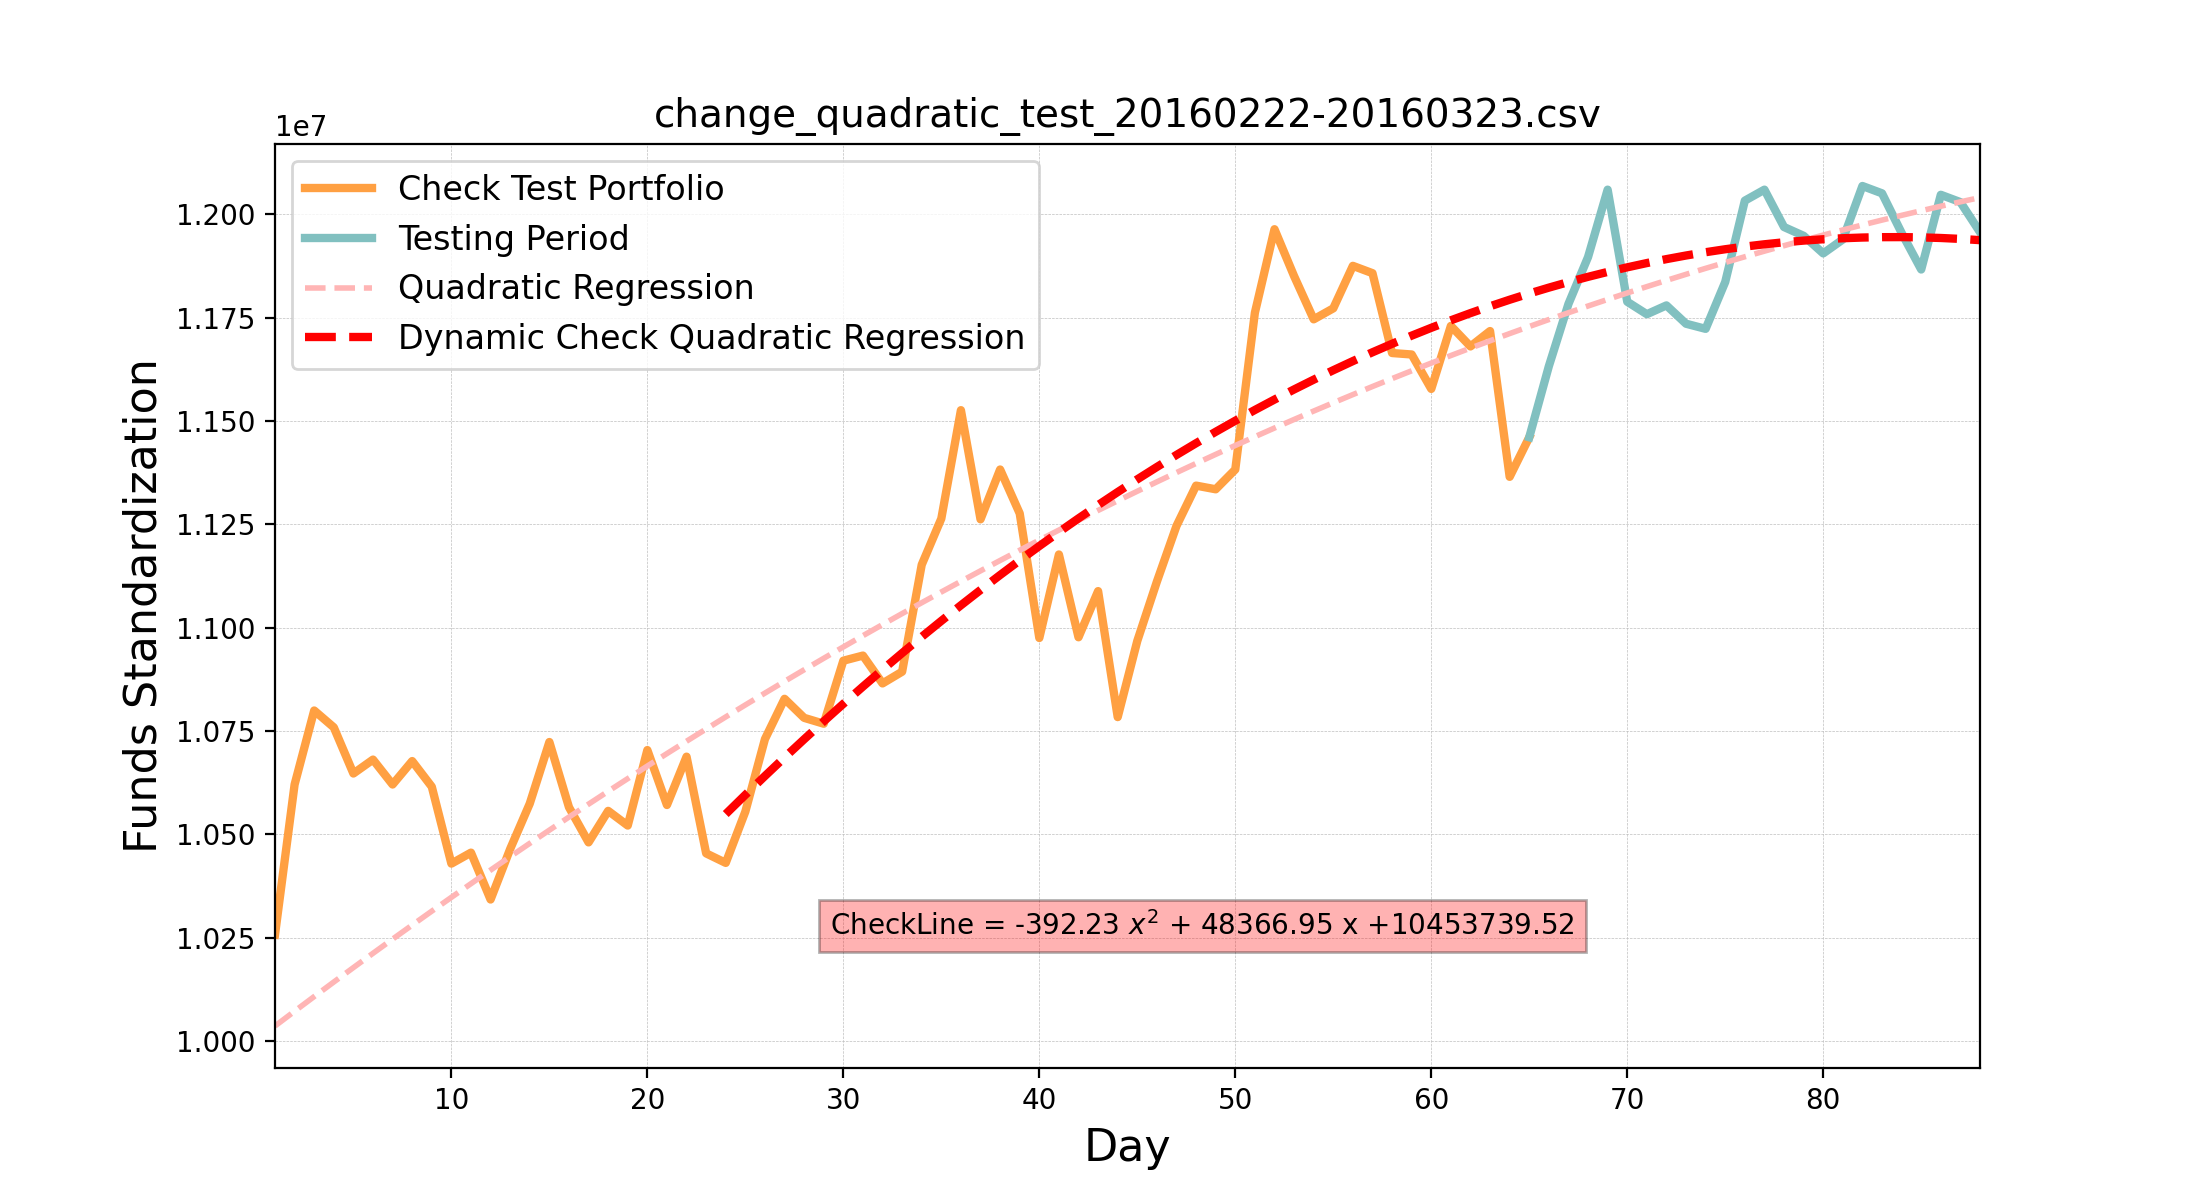 change_quadratic_test_20160222-20160323.csv
1e7
Check Test Portfolio
Testing Period
Quadratic Regression
Dynamic Check Quadratic Regression
1.200
1.175
1.150
1.125
1.100
1.075
1.050
1.025
1.000
Funds Standardization
CheckLine = -392.23 x² + 48366.95 x +10453739.52
10 20 30 40 50 60 70 80
Day